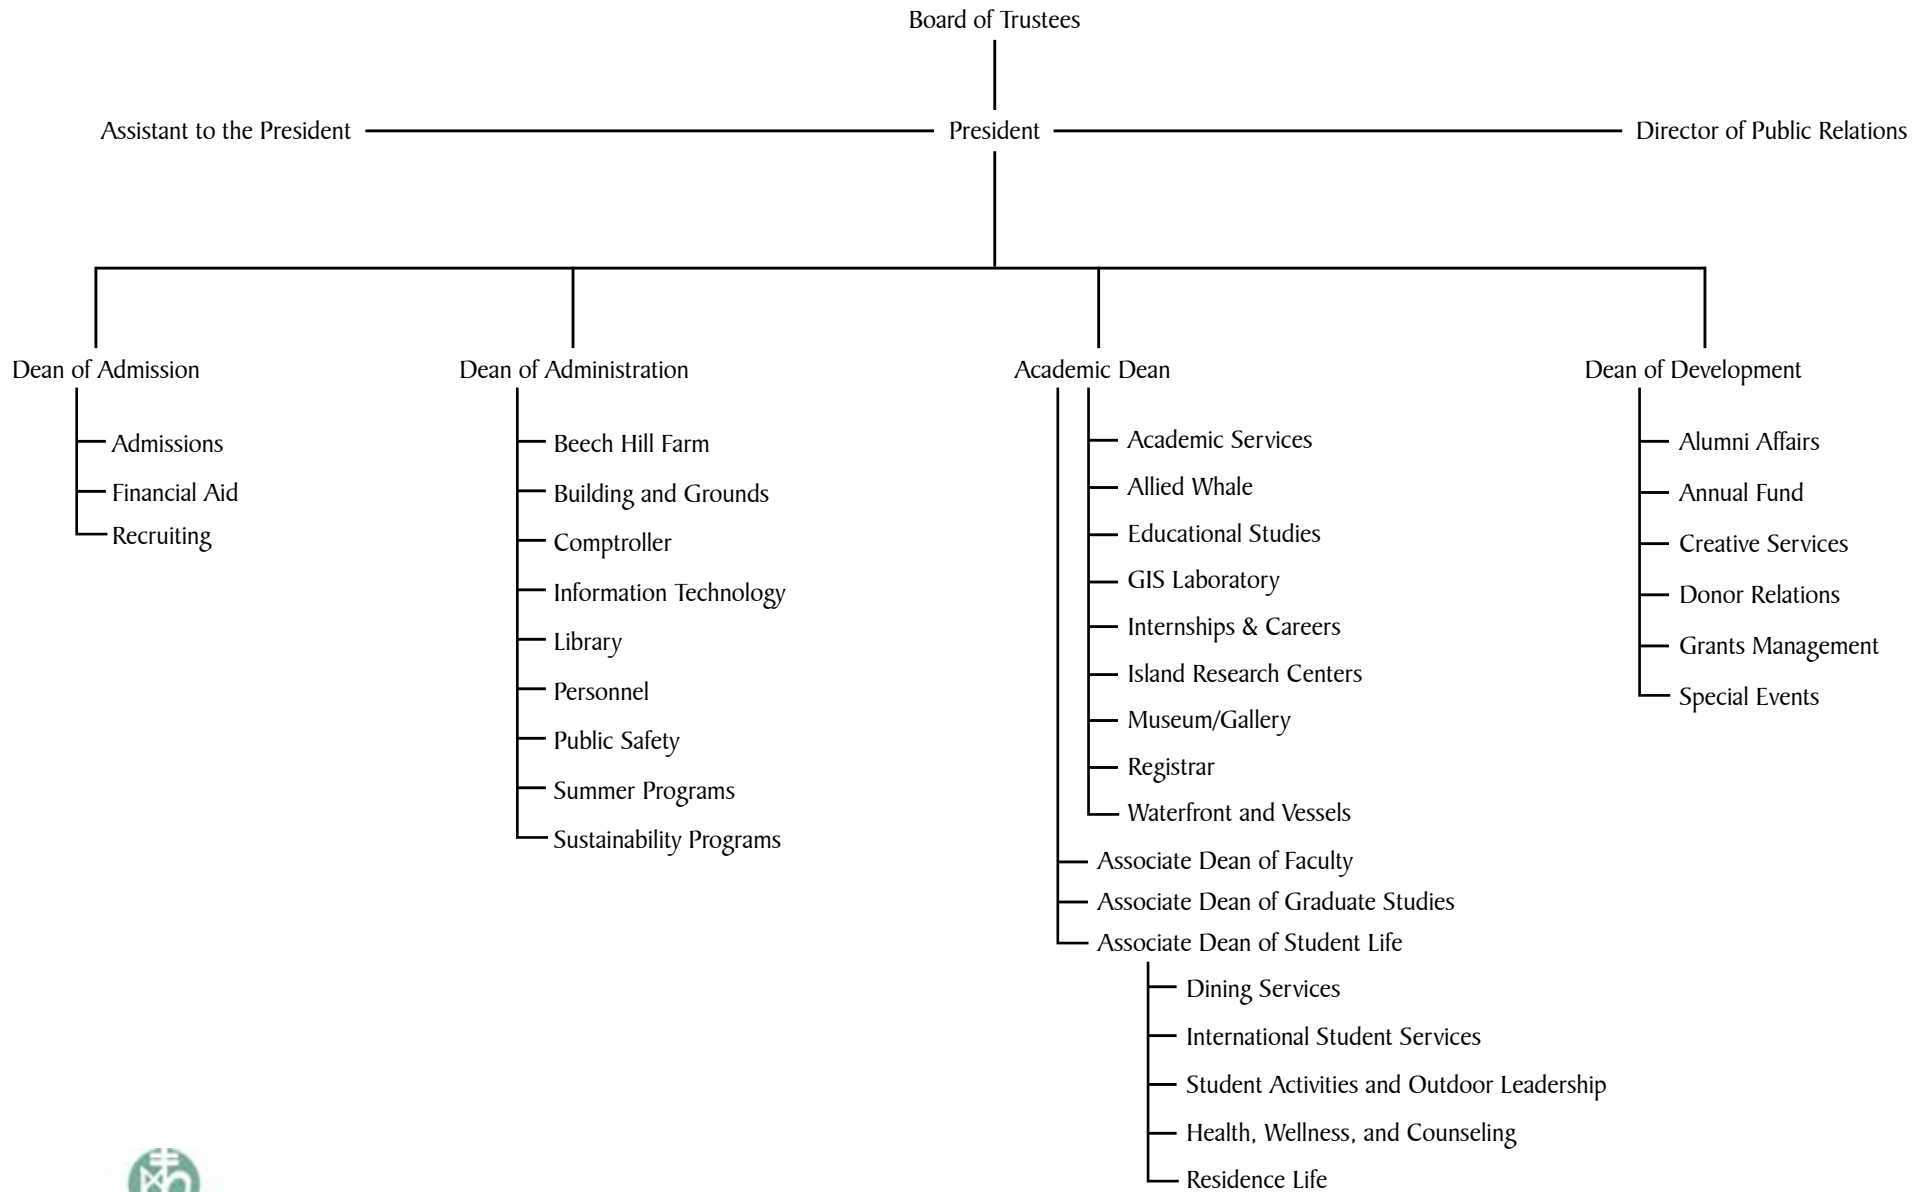 Board of Trustees
Assistant to the President
President
Director of Public Relations
Dean of Admission
Admissions
Financial Aid
Recruiting
Dean of Administration
Beech Hill Farm
Building and Grounds
Comptroller
Information Technology
Library
Personnel
Public Safety
Summer Programs
Sustainability Programs
Academic Dean
Academic Services
Allied Whale
Educational Studies
GIS Laboratory
Internships & Careers
Island Research Centers
Museum/Gallery
Registrar
Waterfront and Vessels
Associate Dean of Faculty
Associate Dean of Graduate Studies
Associate Dean of Student Life
Dining Services
International Student Services
Student Activities and Outdoor Leadership
Health, Wellness, and Counseling
Residence Life
Dean of Development
Alumni Affairs
Annual Fund
Creative Services
Donor Relations
Grants Management
Special Events